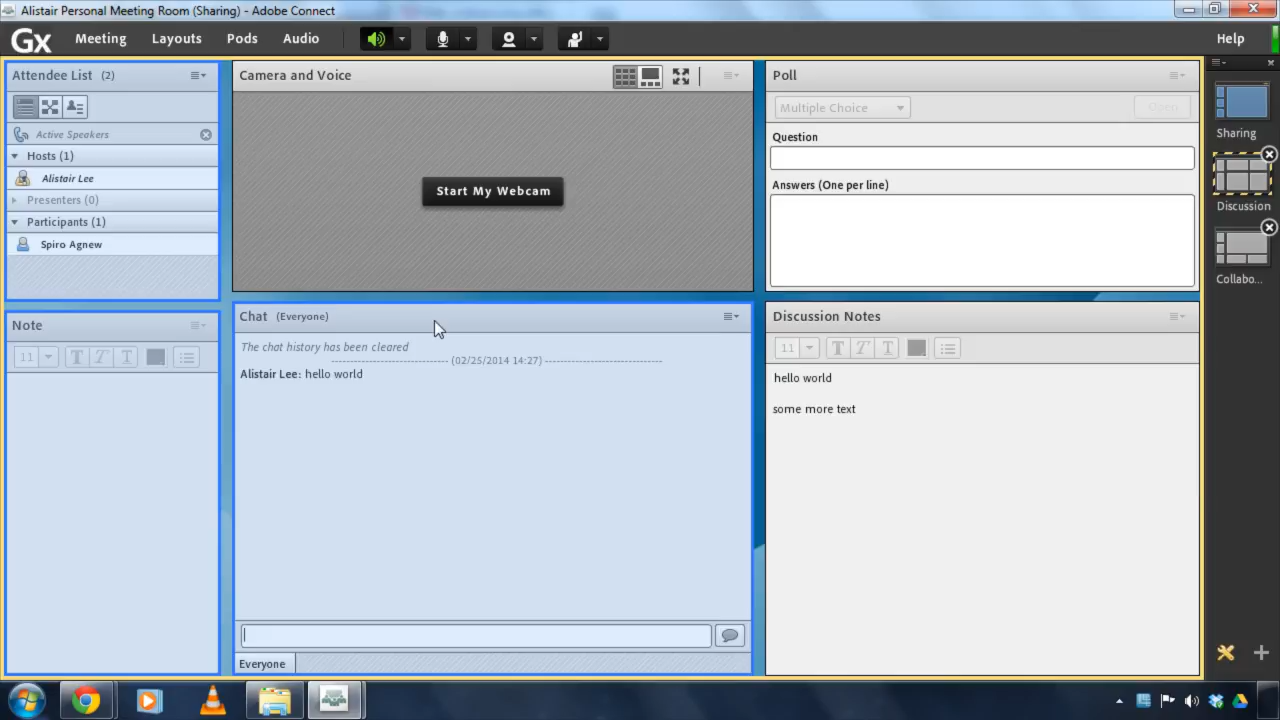 Alistair Personal Meeting Room (Sharing) - Adobe Connect
Gx Meeting Layouts Pods Audio Help
Attendee List (2)
Active Speakers
Hosts (1)
Alistair Lee
Presenters (0)
Participants (1)
Spiro Agnew
Camera and Voice
Start My Webcam
Poll
Multiple Choice
Open
Question
Answers (One per line)
Sharing
Discussion
Collabo...
Note
11 T T T
Chat (Everyone)
The chat history has been cleared
(02/25/2014 14:27)
Alistair Lee: hello world
Everyone
Discussion Notes
11 T T T
hello world
some more text